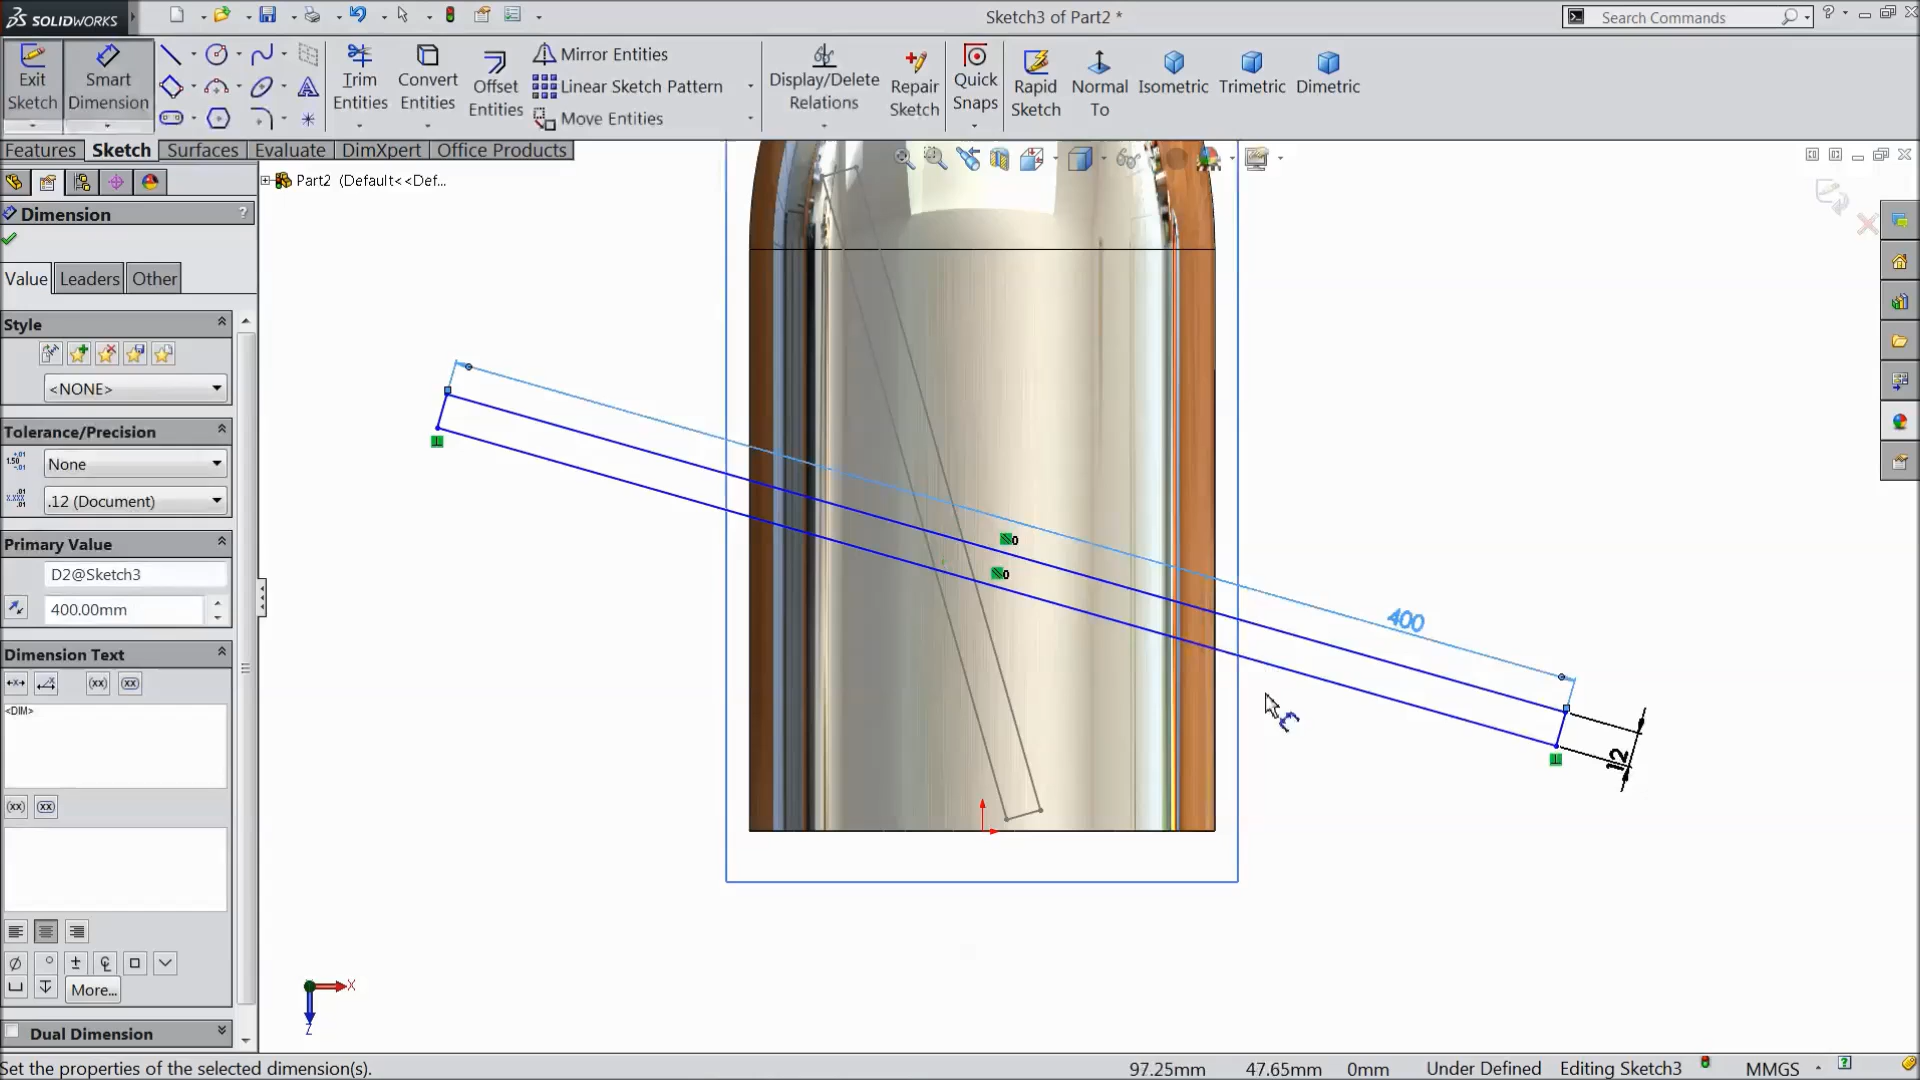 SOLIDWORKS
Sketch3 of Part2 *
Search Commands
?
Exit Sketch
Smart Dimension
Trim Entities
Convert Entities
Offset Entities
Mirror Entities
Linear Sketch Pattern
Move Entities
Display/Delete Relations
Repair Sketch
Quick Snaps
Rapid Sketch
Normal To
Isometric
Trimetric
Dimetric
Features
Sketch
Surfaces
Evaluate
DimXpert
Office Products
Part2 (Default<<Def...
Dimension
?
Value
Leaders
Other
Style
<NONE>
Tolerance/Precision
None
.12 (Document)
Primary Value
D2@Sketch3
400.00mm
Dimension Text
(xx)
<DIM>
(xx)
More...
Dual Dimension
400
12
0
0
X
Z
Set the properties of the selected dimension(s).
97.25mm
47.65mm
0mm
Under Defined
Editing Sketch3
MMGS
?